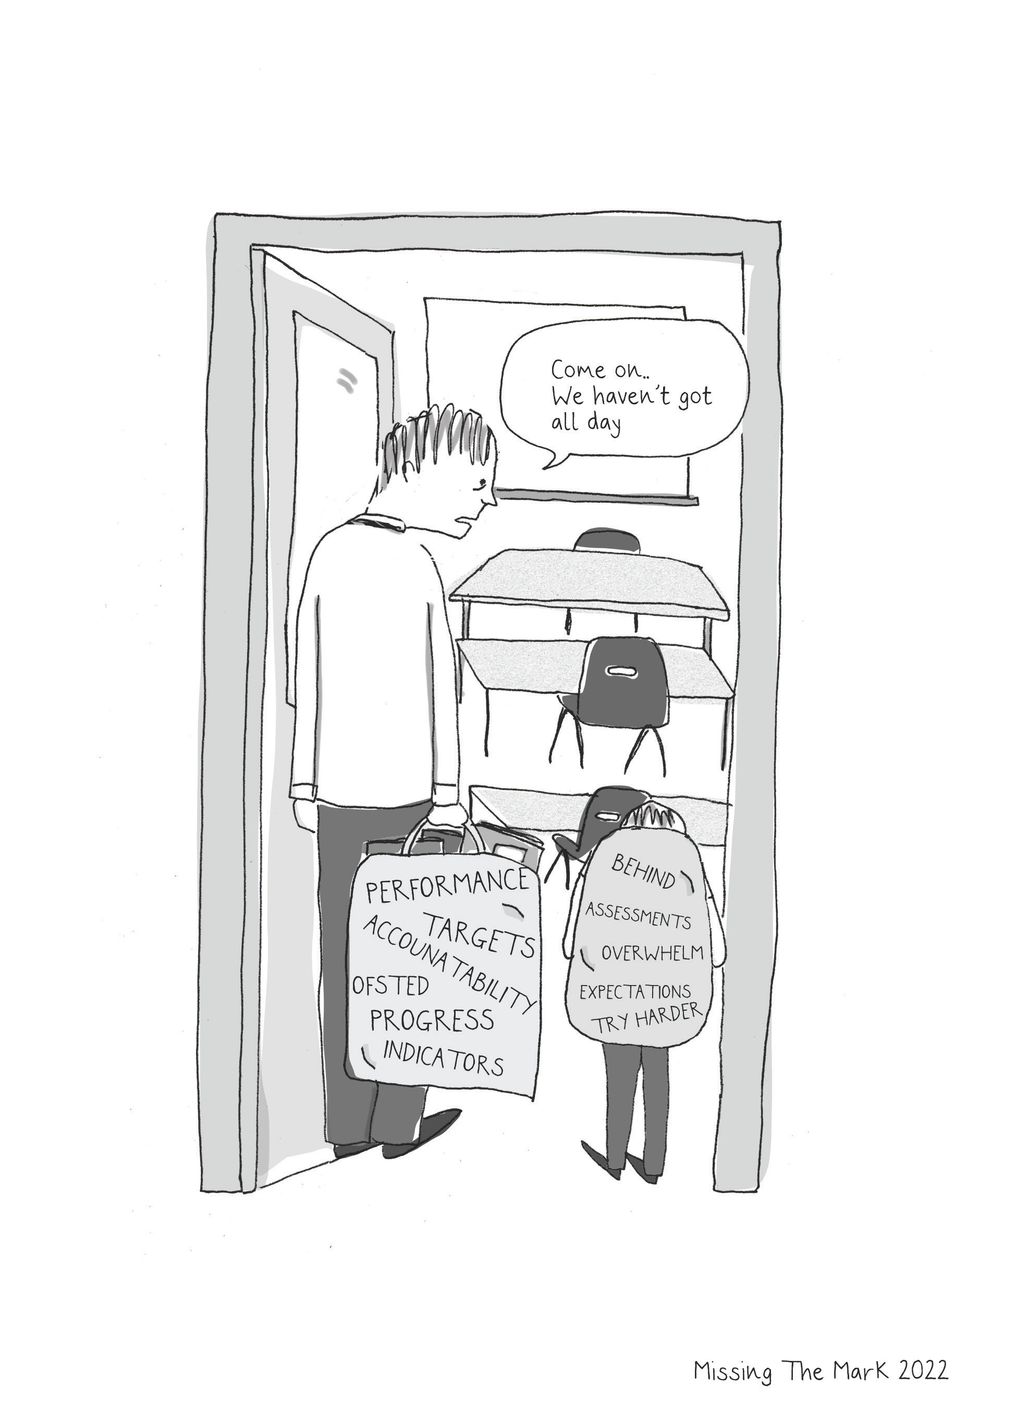 Come on..
We haven't got
all day
PERFORMANCE
TARGETS
ACCOUNATABILITY
OFSTED
PROGRESS
INDICATORS
BEHIND
ASSESSMENTS
OVERWHELM
EXPECTATIONS
TRY HARDER
Missing The Mark 2022